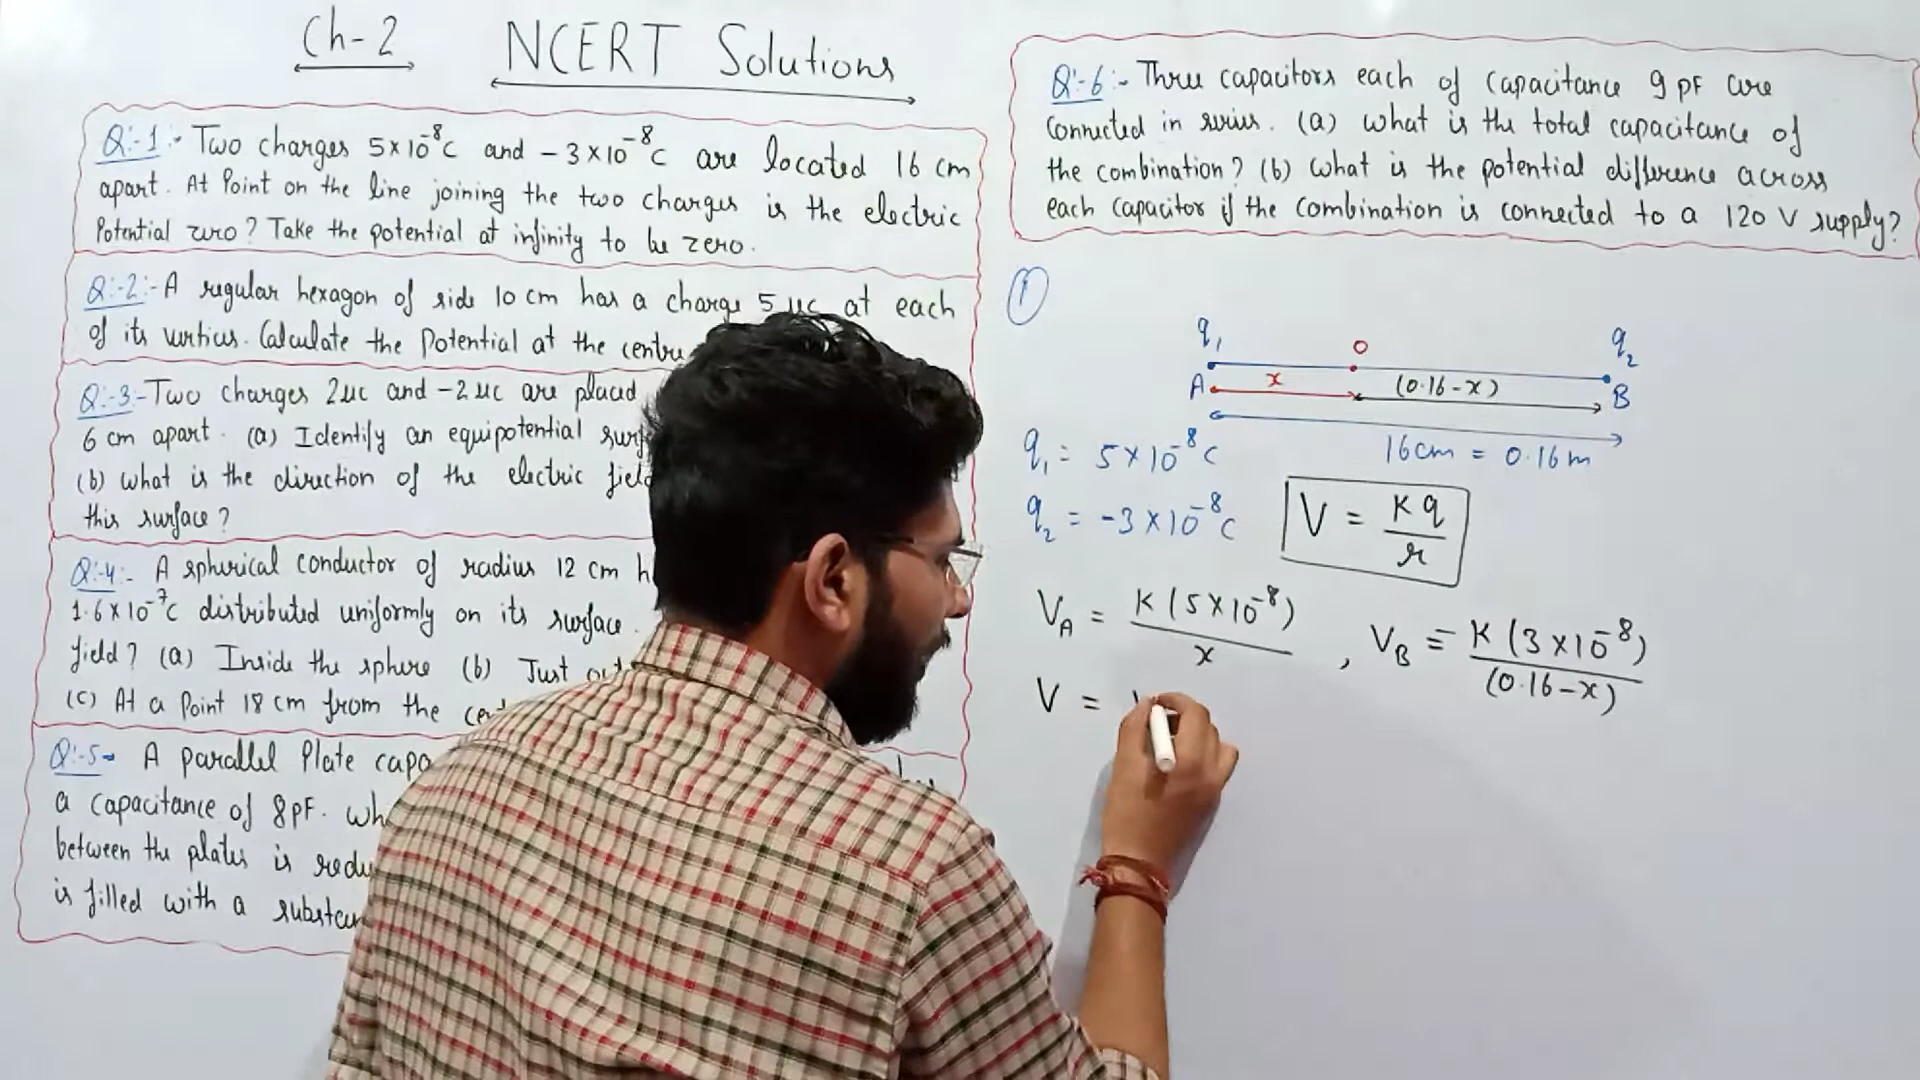 Ch-2 NCERT Solutions
Q:-1:- Two charges 5×10⁻⁸C and -3×10⁻⁸C are located 16 cm
apart. At Point on the line joining the two charges is the electric
Potential zero? Take the potential at infinity to be zero.
Q:-2:- A regular hexagon of side 10 cm has a charge 5 μc at each
of its vertices. Calculate the Potential at the centre
Q:-3:- Two charges 2μc and -2μc are placed
6 cm apart. (a) Identify an equipotential surf
(b) what is the direction of the electric field
this surface?
Q:-4:- A spherical conductor of radius 12 cm h
1.6×10⁻⁷C distributed uniformly on its surface.
field? (a) Inside the sphere (b) Just out
(c) At a Point 18 cm from the cent
Q:-5- A parallel Plate capa
a capacitance of 8pF. wh
between the plates is redu
is filled with a substan
Q:-6:- Three capacitors each of capacitance 9 pF are
connected in series. (a) what is the total capacitance of
the combination? (b) what is the potential difference across
each capacitor if the combination is connected to a 120 V supply?
①
q₁ O q₂
A x (0.16-x) B
16cm = 0.16m
q₁ = 5×10⁻⁸C
q₂ = -3×10⁻⁸C
V = Kq/r
V_A = K(5×10⁻⁸)/x , V_B = -K(3×10⁻⁸)/(0.16-x)
V =